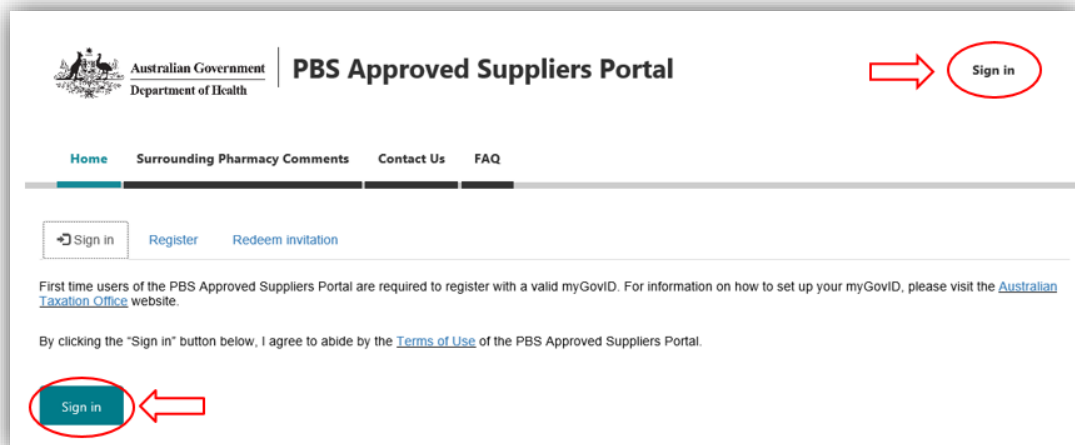 Australian Government
Department of Health
PBS Approved Suppliers Portal
Sign in
Home Surrounding Pharmacy Comments Contact Us FAQ
Sign in Register Redeem invitation
First time users of the PBS Approved Suppliers Portal are required to register with a valid myGovID. For information on how to set up your myGovID, please visit the Australian
Taxation Office website.
By clicking the "Sign in" button below, I agree to abide by the Terms of Use of the PBS Approved Suppliers Portal.
Sign in